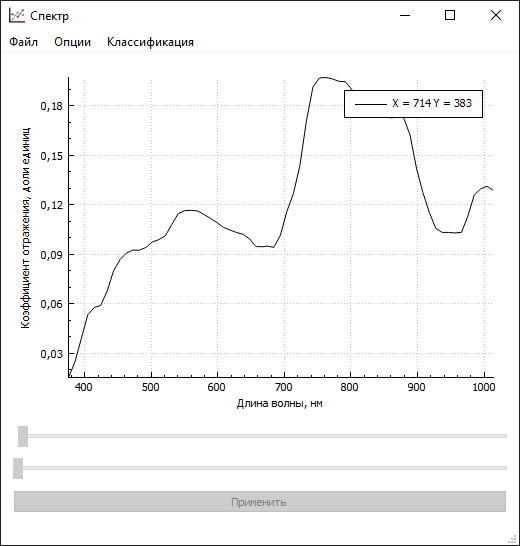 Спектр
Файл Опции Классификация
X = 714 Y = 383
Коэффициент отражения, доли единиц
0,18
0,15
0,12
0,09
0,06
0,03
400 500 600 700 800 900 1000
Длина волны, нм
Применить